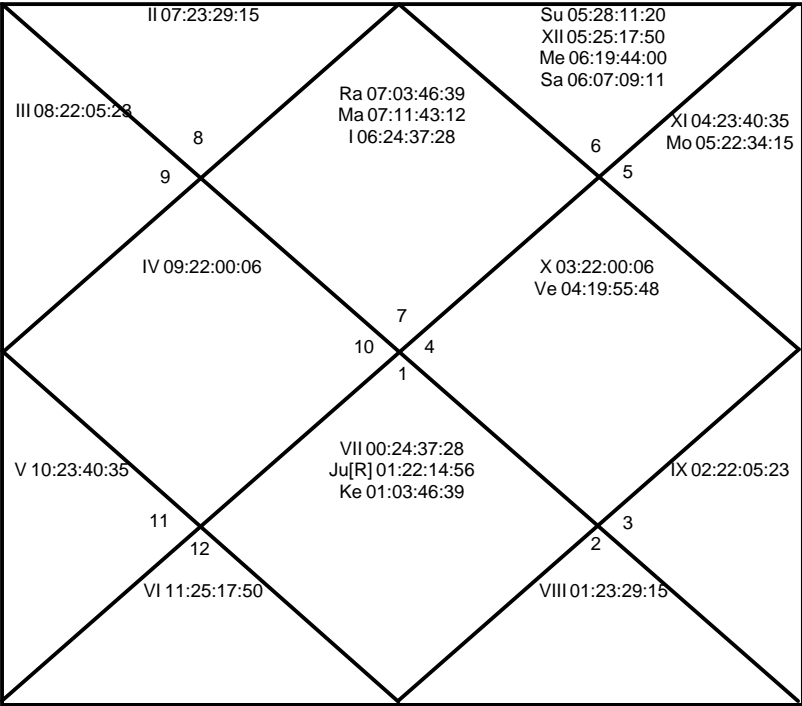 II 07:23:29:15
Su 05:28:11:20
XII 05:25:17:50
Me 06:19:44:00
Sa 06:07:09:11
Ra 07:03:46:39
Ma 07:11:43:12
I 06:24:37:28
III 08:22:05:23
XI 04:23:40:35
Mo 05:22:34:15
8
6
9
5
IV 09:22:00:06
X 03:22:00:06
Ve 04:19:55:48
7
10
4
1
VII 00:24:37:28
Ju[R] 01:22:14:56
Ke 01:03:46:39
V 10:23:40:35
IX 02:22:05:23
11
3
12
2
VI 11:25:17:50
VIII 01:23:29:15